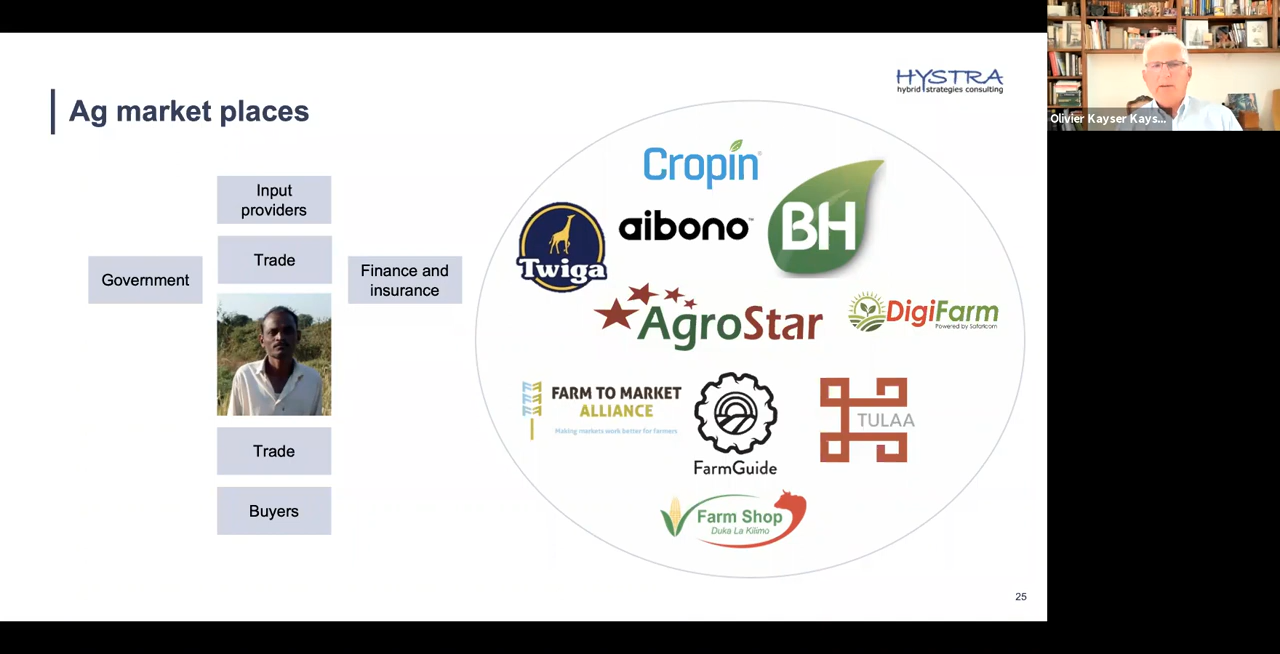 HYSTRA
hybrid strategies consulting
Olivier Kayser Kays...
Ag market places
Input
providers
Trade
Government
Finance and
insurance
Trade
Buyers
Cropin®
aibono™
BH
Twiga
AgroStar
DigiFarm
Powered by Safaricom
FARM TO MARKET
ALLIANCE
Making markets work better for farmers
FarmGuide
TULAA
Farm Shop
Duka La Kilimo
25